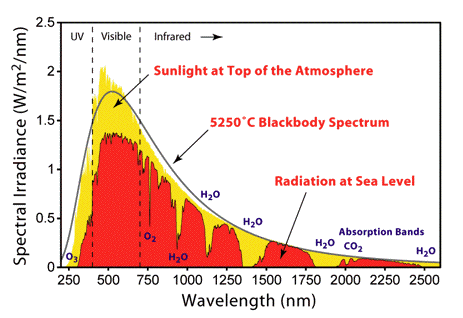 UV Visible Infrared
Sunlight at Top of the Atmosphere
5250˚C Blackbody Spectrum
Radiation at Sea Level
H2O
H2O
Absorption Bands
H2O CO2 H2O
O3 O2 H2O
2.5
2
1.5
1
0.5
0
250 500 750 1000 1250 1500 1750 2000 2250 2500
Wavelength (nm)
Spectral Irradiance (W/m2/nm)